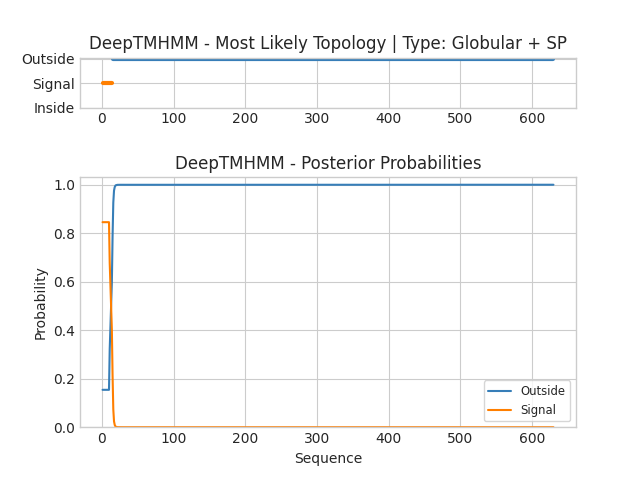 DeepTMHMM - Most Likely Topology | Type: Globular + SP
Outside
Signal
Inside
0 100 200 300 400 500 600
DeepTMHMM - Posterior Probabilities
1.0
0.8
0.6
0.4
0.2
0.0
Probability
Outside
Signal
0 100 200 300 400 500 600
Sequence